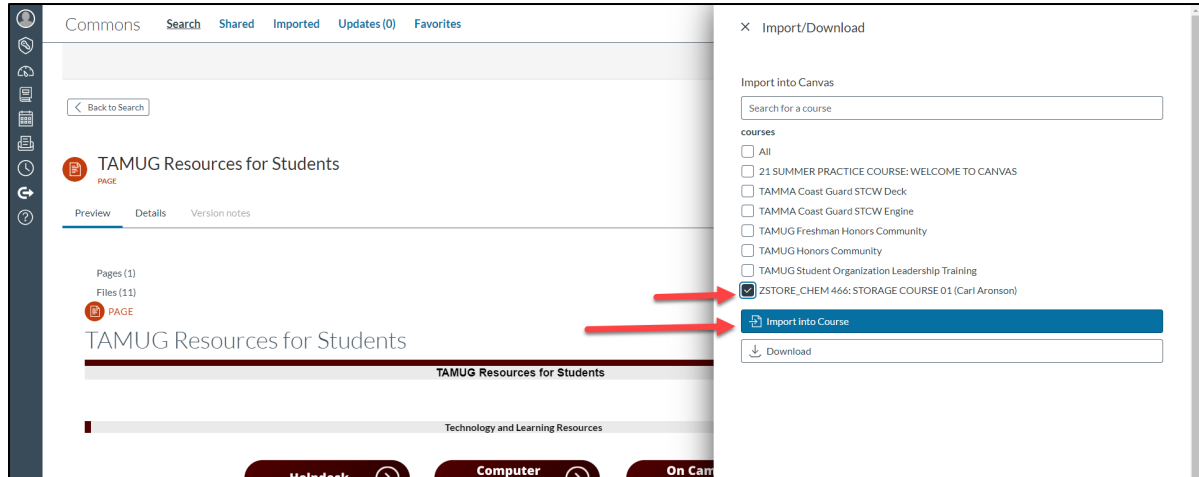 Commons Search Shared Imported Updates (0) Favorites
Back to Search
TAMUG Resources for Students
PAGE
Preview Details Version notes
Pages (1)
Files (11)
PAGE
TAMUG Resources for Students
TAMUG Resources for Students
Technology and Learning Resources
Helpdesk Computer On Cam
Import/Download
Import into Canvas
Search for a course
courses
All
21 SUMMER PRACTICE COURSE: WELCOME TO CANVAS
TAMMA Coast Guard STCW Deck
TAMMA Coast Guard STCW Engine
TAMUG Freshman Honors Community
TAMUG Honors Community
TAMUG Student Organization Leadership Training
ZSTORE_CHEM 466: STORAGE COURSE 01 (Carl Aronson)
Import into Course
Download